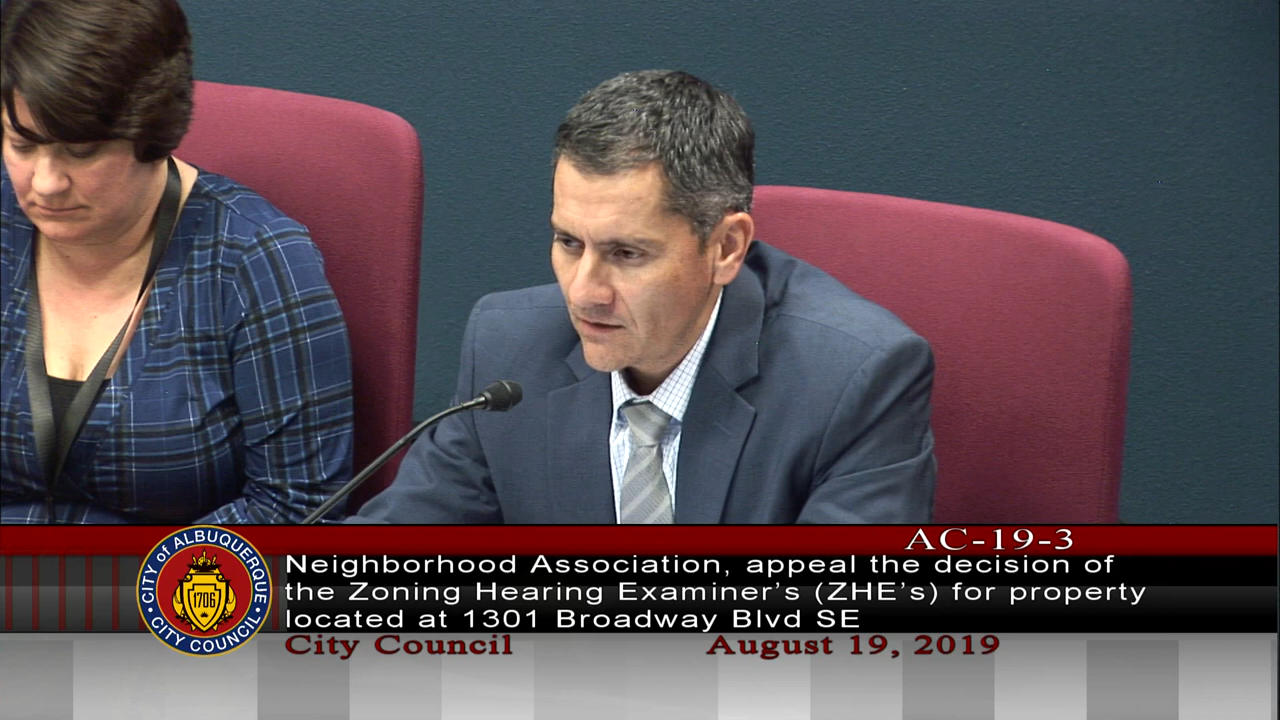 AC-19-3
Neighborhood Association, appeal the decision of
the Zoning Hearing Examiner's (ZHE's) for property
located at 1301 Broadway Blvd SE
City Council
August 19, 2019
CITY of ALBUQUERQUE
1706
CITY COUNCIL